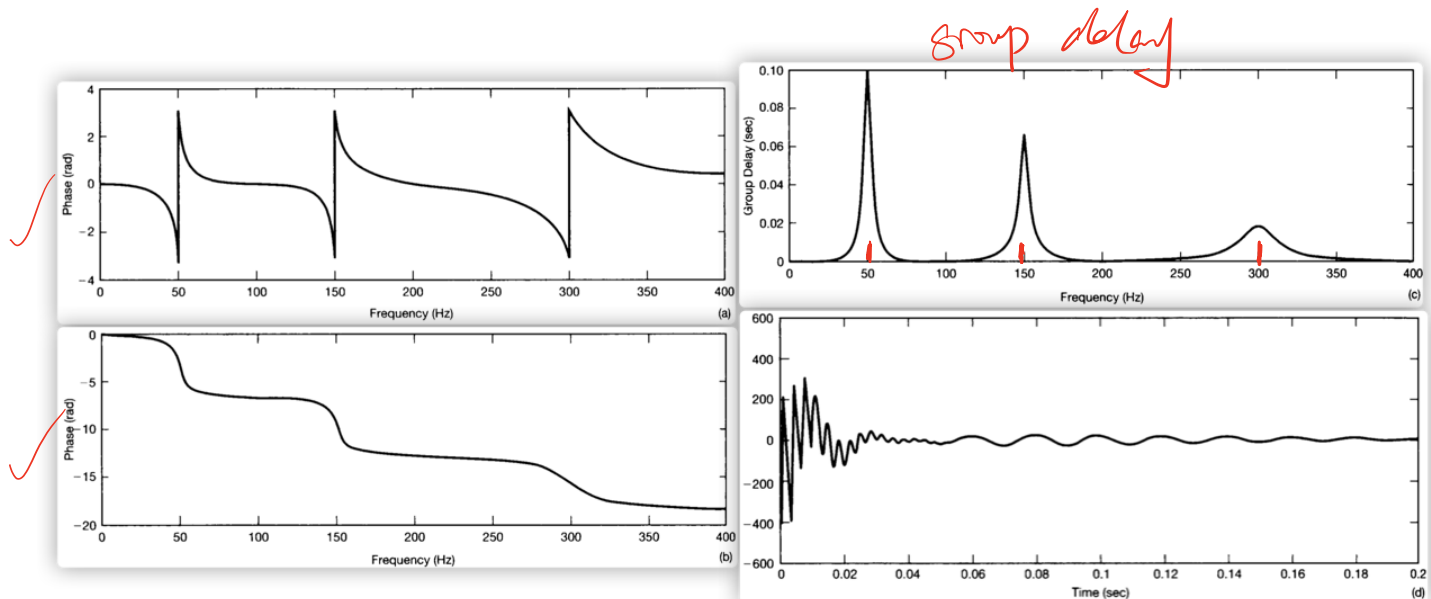 group delay
4
2
0
−2
−4
Phase (rad)
0 50 100 150 200 250 300 350 400
Frequency (Hz)
(a)
0
−5
−10
−15
−20
Phase (rad)
0 50 100 150 200 250 300 350 400
Frequency (Hz)
(b)
0.10
0.08
0.06
0.04
0.02
0
Group Delay (sec)
0 50 100 150 200 250 300 350 400
Frequency (Hz)
(c)
600
400
200
0
−200
−400
−600
0 0.02 0.04 0.06 0.08 0.1 0.12 0.14 0.16 0.18 0.2
Time (sec)
(d)